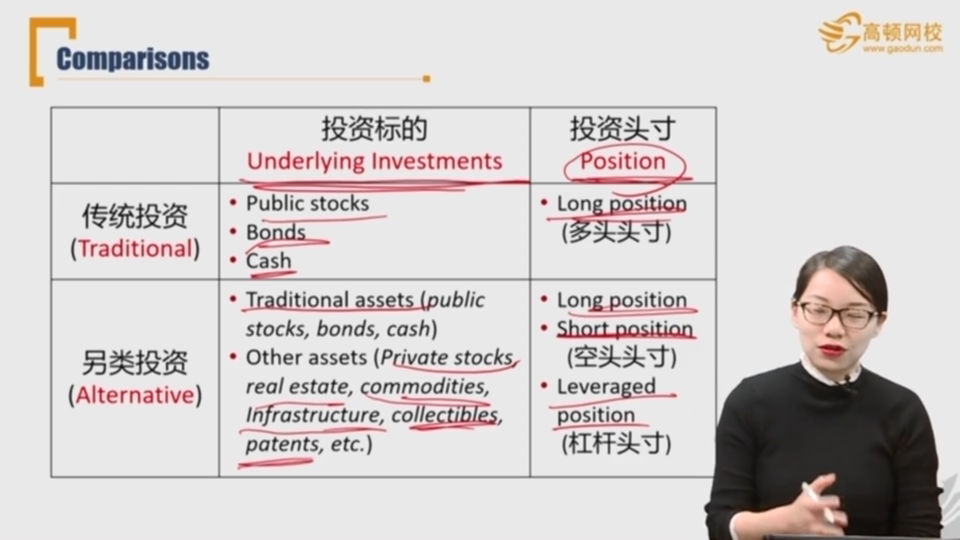 Comparisons
高顿网校
www.gaodun.com
投资标的
Underlying Investments
投资头寸
Position
传统投资
(Traditional)
• Public stocks
• Bonds
• Cash
• Long position
(多头头寸)
另类投资
(Alternative)
• Traditional assets (public
stocks, bonds, cash)
• Other assets (Private stocks,
real estate, commodities,
Infrastructure, collectibles,
patents, etc.)
• Long position
• Short position
(空头头寸)
• Leveraged
position
(杠杆头寸)